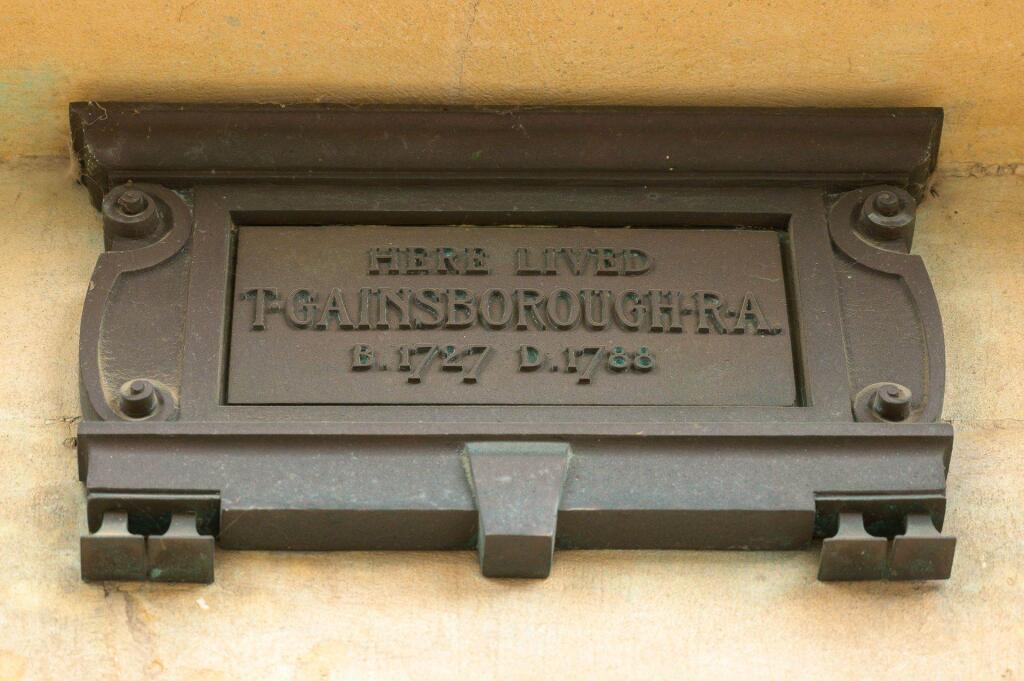 HERE LIVED
T·GAINSBOROUGH·R·A.
B. 1727 D. 1788